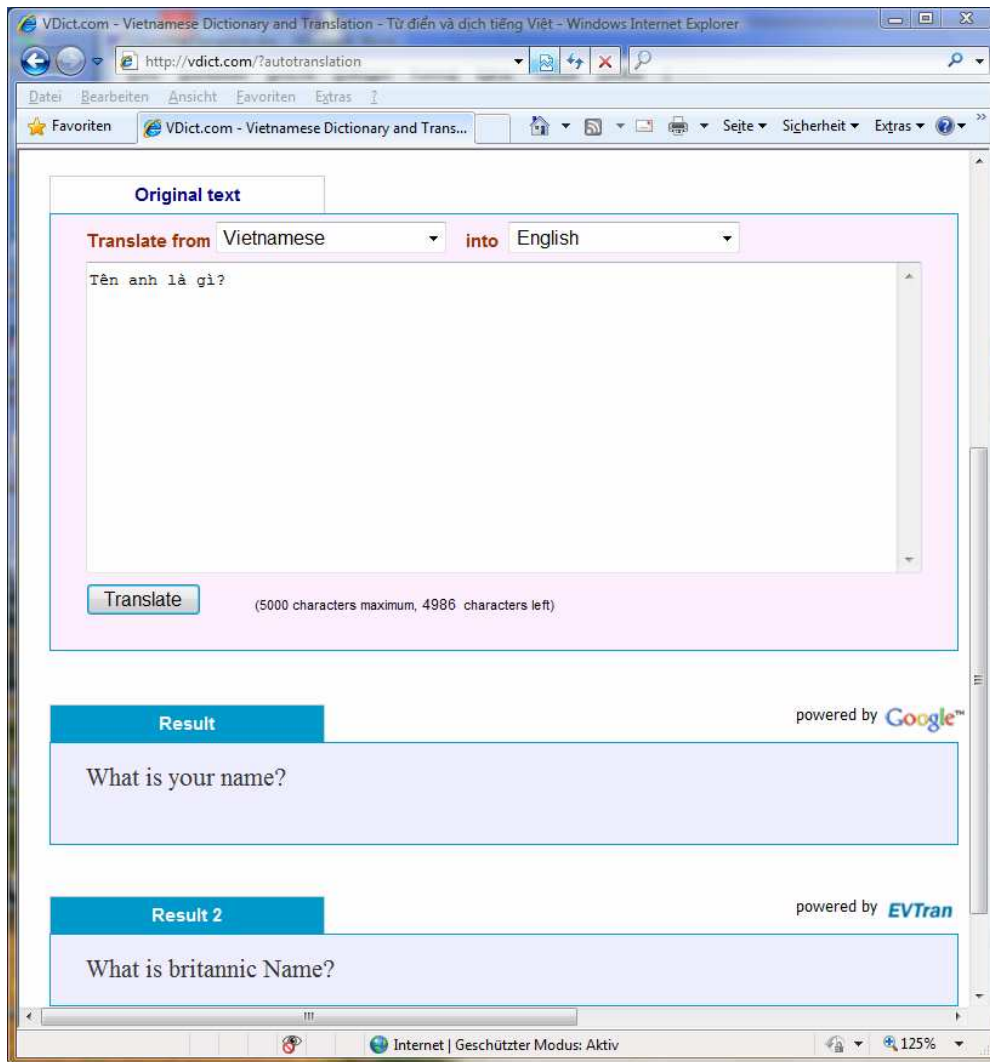 VDict.com - Vietnamese Dictionary and Translation - Từ điển và dịch tiếng Việt - Windows Internet Explorer
http://vdict.com/?autotranslation
Datei Bearbeiten Ansicht Favoriten Extras ?
Favoriten VDict.com - Vietnamese Dictionary and Trans... Seite Sicherheit Extras
Original text
Translate from Vietnamese into English
Tên anh là gì?
Translate (5000 characters maximum, 4986 characters left)
Result powered by Google™
What is your name?
Result 2 powered by EVTran
What is britannic Name?
Internet | Geschützter Modus: Aktiv 125%